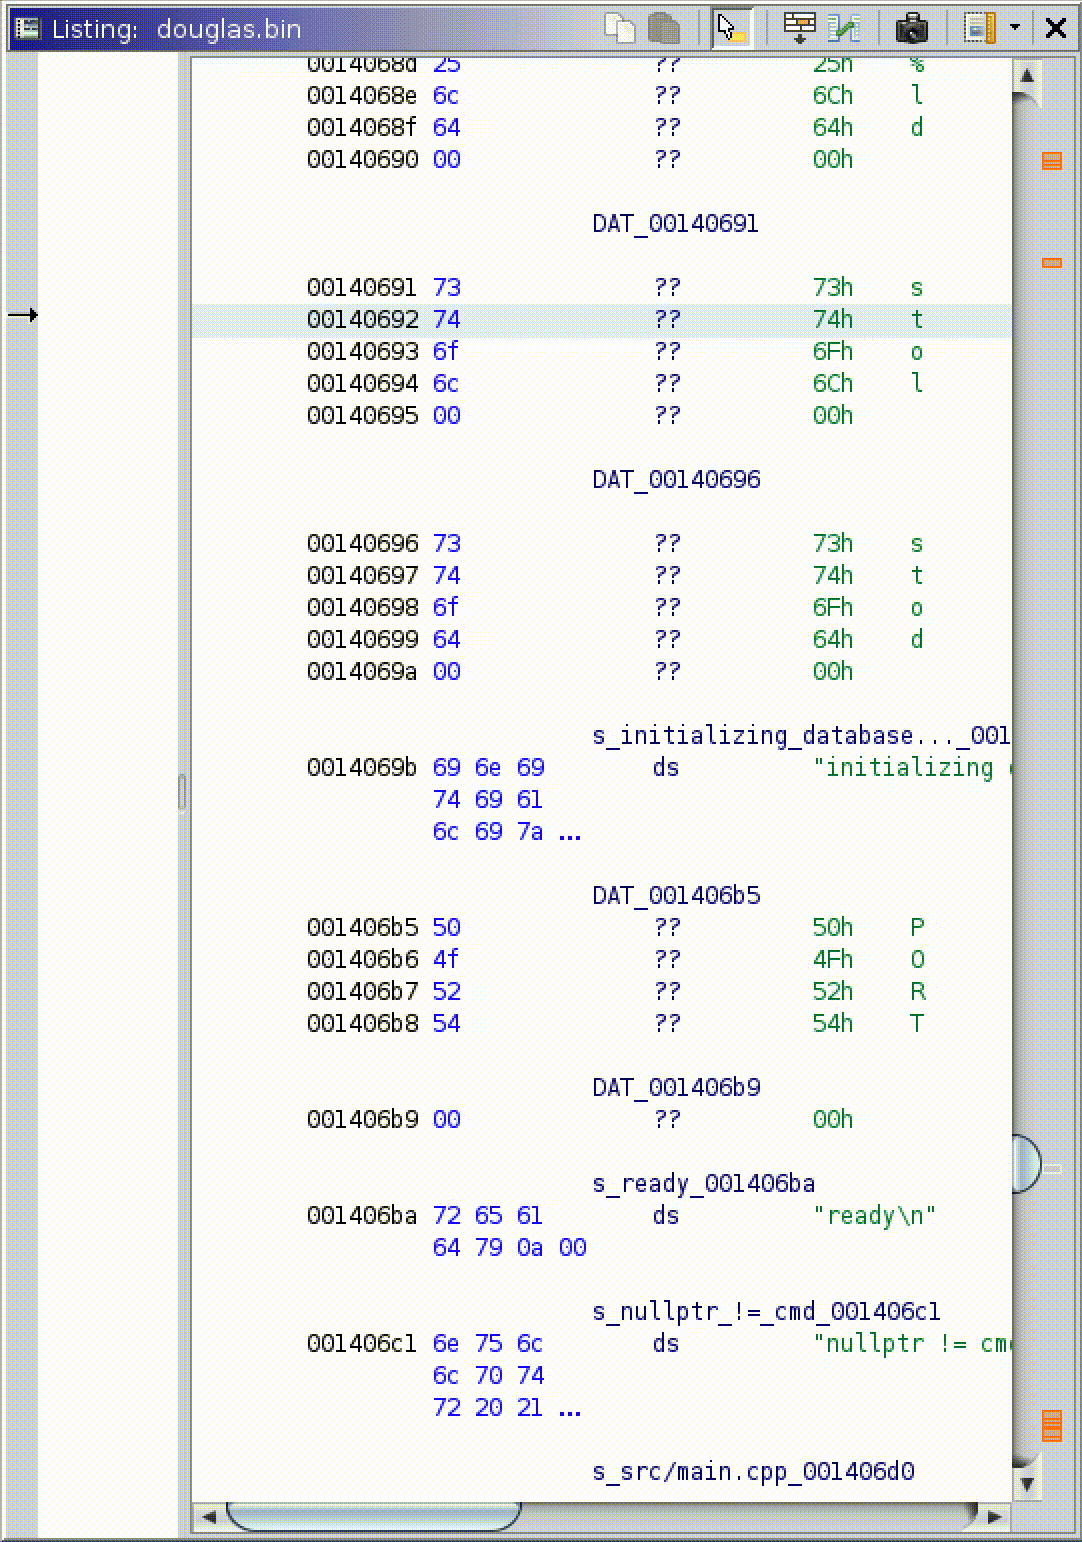 Listing: douglas.bin
0014068d 25 ?? 25h %
0014068e 6c ?? 6Ch l
0014068f 64 ?? 64h d
00140690 00 ?? 00h
DAT_00140691
00140691 73 ?? 73h s
00140692 74 ?? 74h t
00140693 6f ?? 6Fh o
00140694 6c ?? 6Ch l
00140695 00 ?? 00h
DAT_00140696
00140696 73 ?? 73h s
00140697 74 ?? 74h t
00140698 6f ?? 6Fh o
00140699 64 ?? 64h d
0014069a 00 ?? 00h
s_initializing_database..._001
0014069b 69 6e 69 ds "initializing
74 69 61
6c 69 7a ...
DAT_001406b5
001406b5 50 ?? 50h P
001406b6 4f ?? 4Fh O
001406b7 52 ?? 52h R
001406b8 54 ?? 54h T
DAT_001406b9
001406b9 00 ?? 00h
s_ready_001406ba
001406ba 72 65 61 ds "ready\n"
64 79 0a 00
s_nullptr_!=_cmd_001406c1
001406c1 6e 75 6c ds "nullptr != cm
6c 70 74
72 20 21 ...
s_src/main.cpp_001406d0